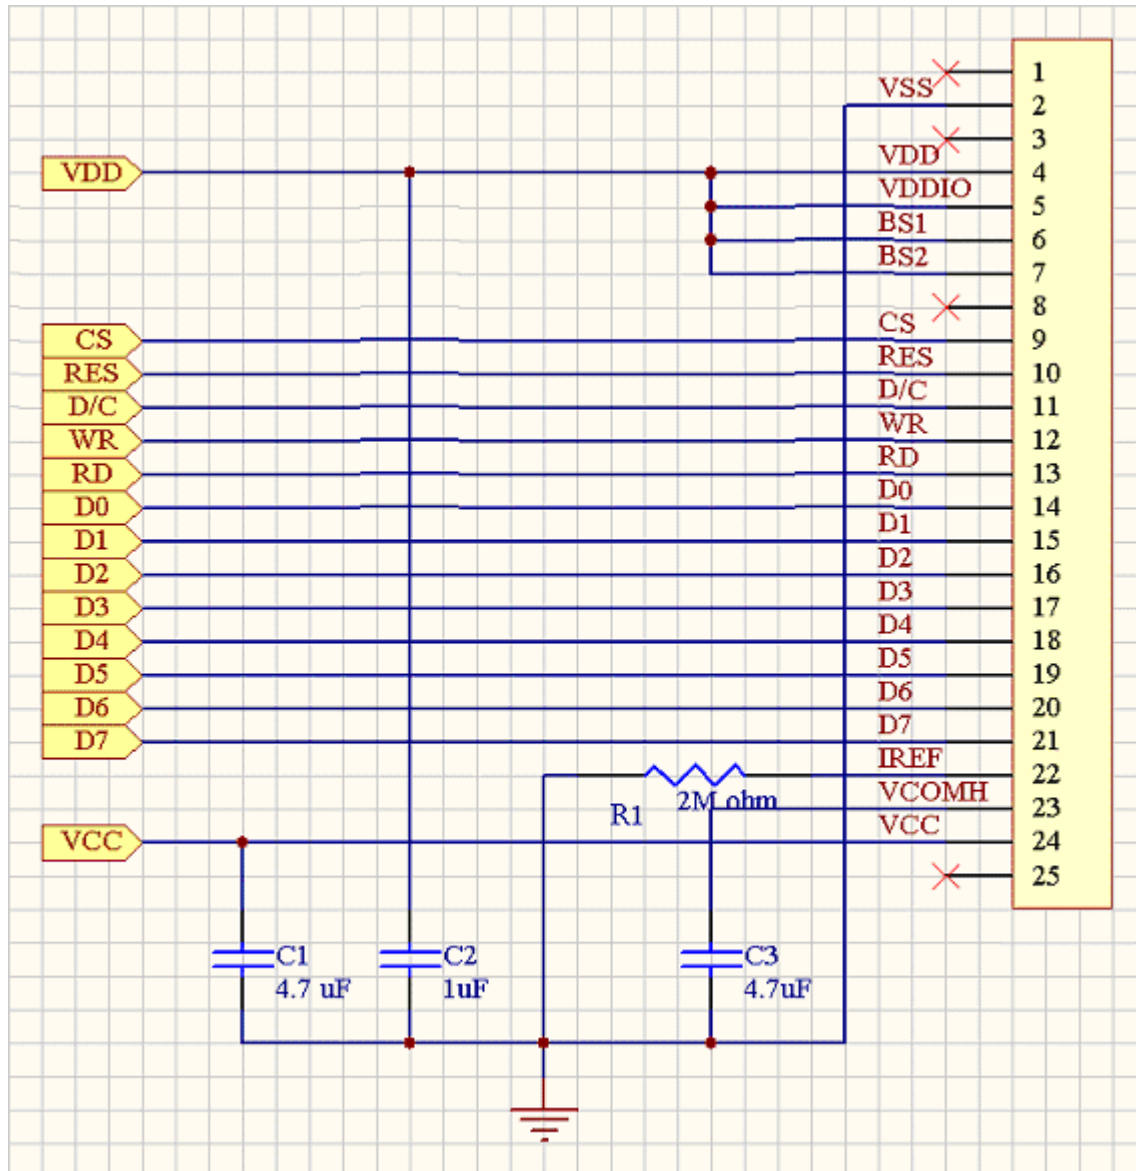 1
VSS 2
3
VDD VDD 4
VDDIO 5
BS1 6
BS2 7
8
CS CS 9
RES RES 10
D/C D/C 11
WR WR 12
RD RD 13
D0 D0 14
D1 D1 15
D2 D2 16
D3 D3 17
D4 D4 18
D5 D5 19
D6 D6 20
D7 D7 21
IREF 22
R1 2M ohm VCOMH 23
VCC VCC 24
25
C1 C2 C3
4.7 uF 1uF 4.7uF